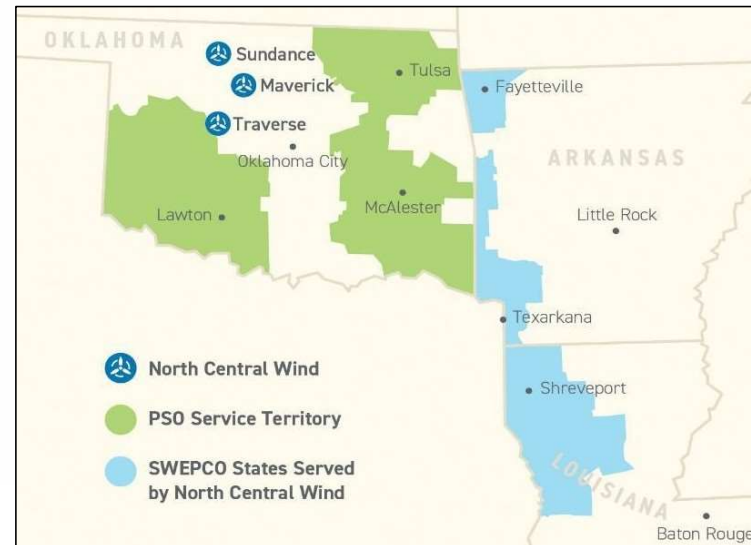 OKLAHOMA
Sundance
Maverick
Tulsa
Fayetteville
Traverse
Oklahoma City
ARKANSAS
Lawton
McAlester
Little Rock
Texarkana
North Central Wind
Shreveport
PSO Service Territory
SWEPCO States Served
by North Central Wind
LOUISIANA
Baton Rouge